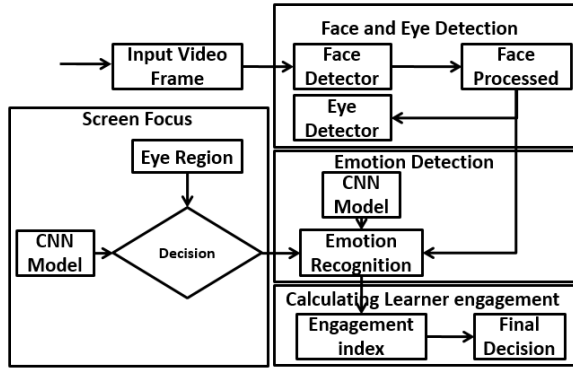 Face and Eye Detection
Input Video
Frame
Face
Detector
Face
Processed
Eye
Detector
Screen Focus
Eye Region
CNN
Model
Decision
Emotion Detection
CNN
Model
Emotion
Recognition
Calculating Learner engagement
Engagement
index
Final
Decision